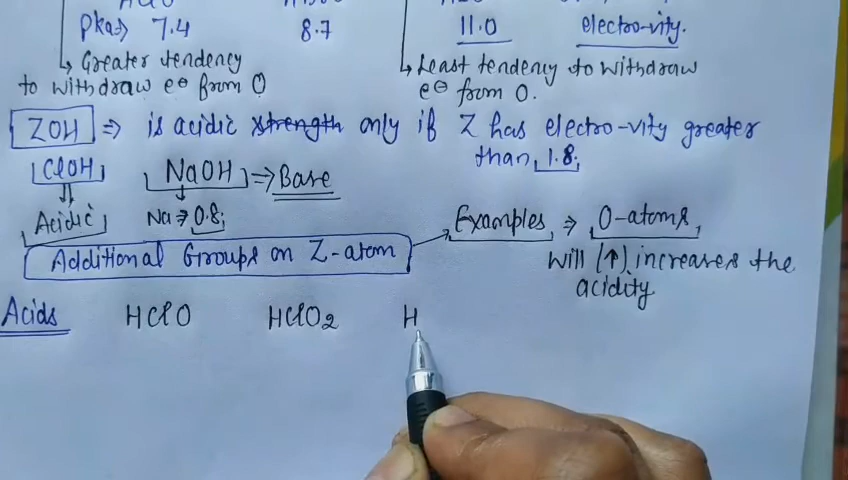 pka⇒ 7.4 8.7 11.0 electro-vity.
↳ Greater tendency
to withdraw e⊖ from O
↳ Least tendency to withdraw
e⊖ from O.
ZOH ⇒ is acidic strength only if Z has electro-vity greater
than 1.8.
ClOH NaOH ⇒ Base
⇓ ↓
Acidic Na ⇒ 0.8;
Examples ⇒ O-atoms,
will (↑) increases the
acidity
Additional Groups on Z-atom
Acids HClO HClO2 H